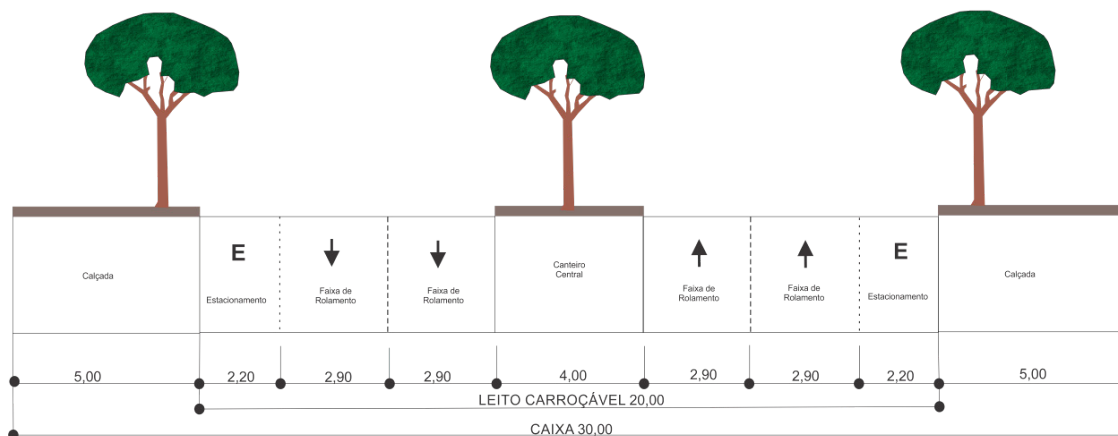 E
E
Calçada
Canteiro
Central
Calçada
Estacionamento
Faixa de
Rolamento
Faixa de
Rolamento
Faixa de
Rolamento
Faixa de
Rolamento
Estacionamento
5,00
2,20
2,90
2,90
4,00
2,90
2,90
2,20
5,00
LEITO CARROÇÁVEL 20,00
CAIXA 30,00